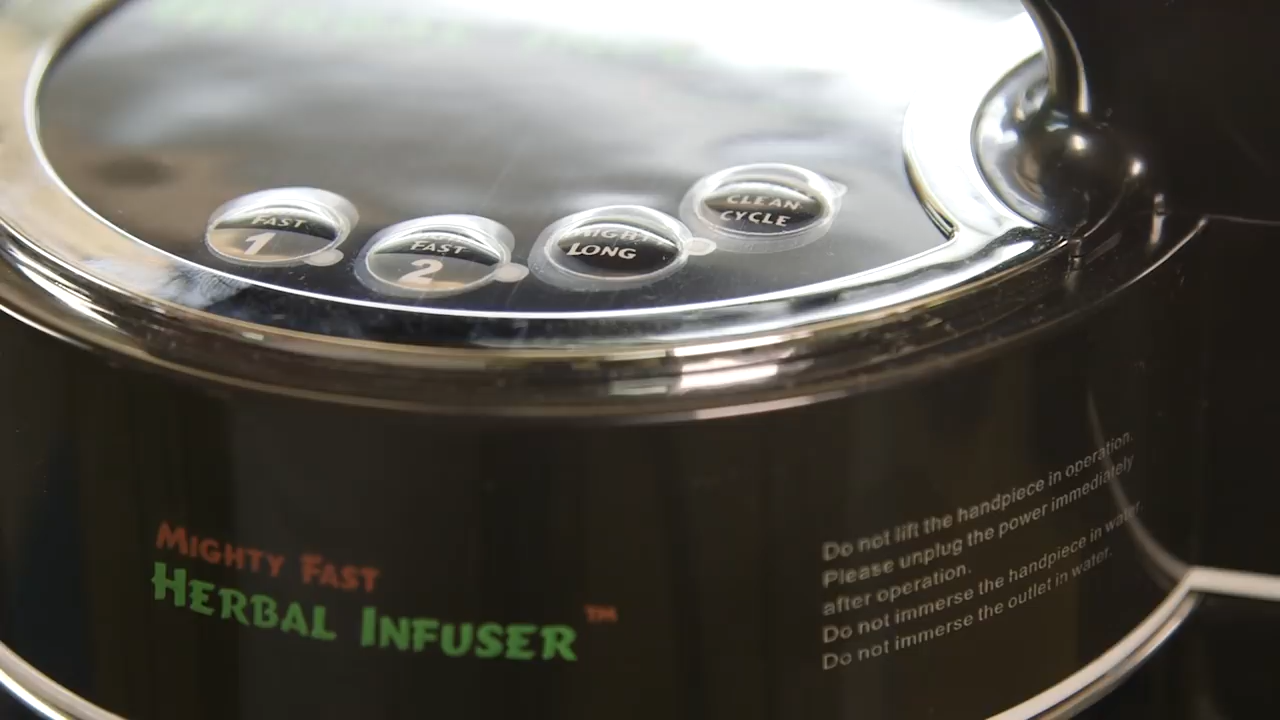 FAST
1
FAST
2
MIGHTY
LONG
CLEAN
CYCLE
MIGHTY FAST
HERBAL INFUSER™
Do not lift the handpiece in operation.
Please unplug the power immediately
after operation.
Do not immerse the handpiece in water.
Do not immerse the outlet in water.